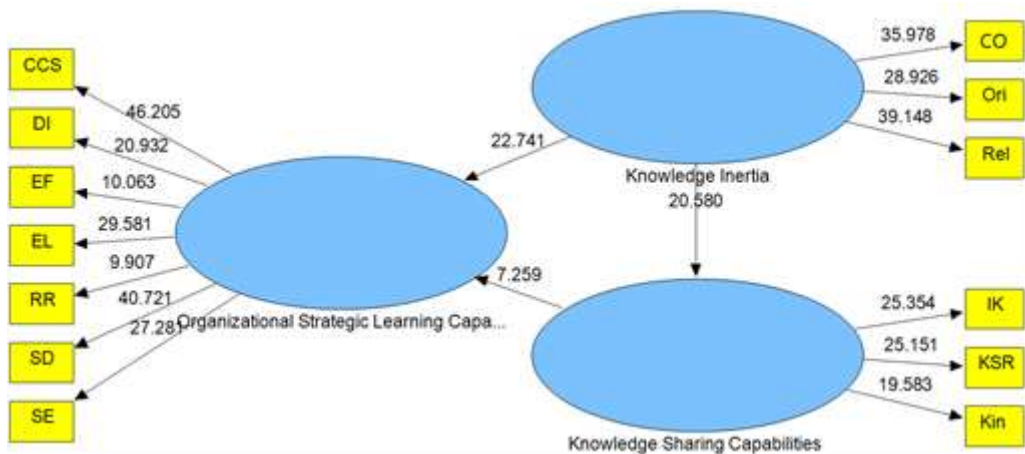 CCS
46.205
DI
20.932
EF
10.063
EL
29.581
RR
9.907
SD
40.721
SE
27.281
Organizational Strategic Learning Capa...
22.741
7.259
Knowledge Inertia
20.580
35.978
CO
28.926
Ori
39.148
Rel
Knowledge Sharing Capabilities
25.354
IK
25.151
KSR
19.583
Kin